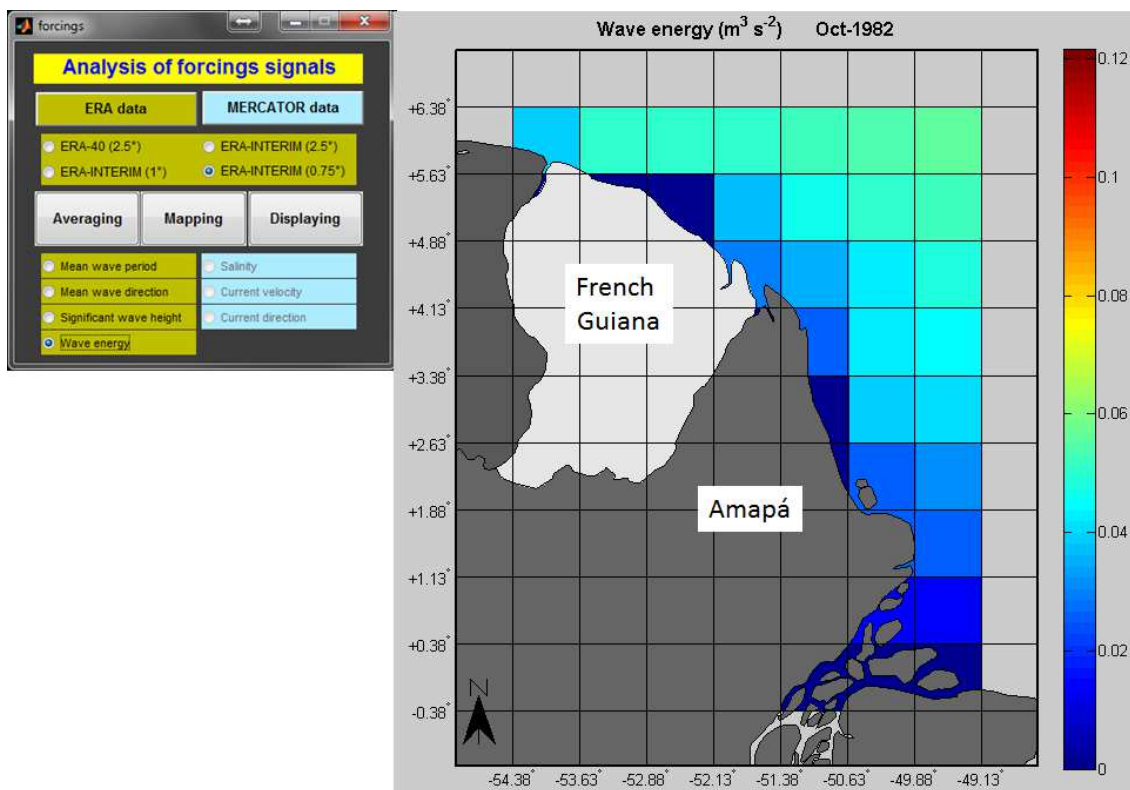 forcings
Analysis of forcings signals
ERA data MERCATOR data
ERA-40 (2.5°) ERA-INTERIM (2.5°)
ERA-INTERIM (1°) ERA-INTERIM (0.75°)
Averaging Mapping Displaying
Mean wave period Salinity
Mean wave direction Current velocity
Significant wave height Current direction
Wave energy
Wave energy (m³ s⁻²) Oct-1982
+6.38°
+5.63°
+4.88°
+4.13°
+3.38°
+2.63°
+1.88°
+1.13°
+0.38°
-0.38°
French
Guiana
Amapá
N
-54.38° -53.63° -52.88° -52.13° -51.38° -50.63° -49.88° -49.13°
0.12
0.1
0.08
0.06
0.04
0.02
0